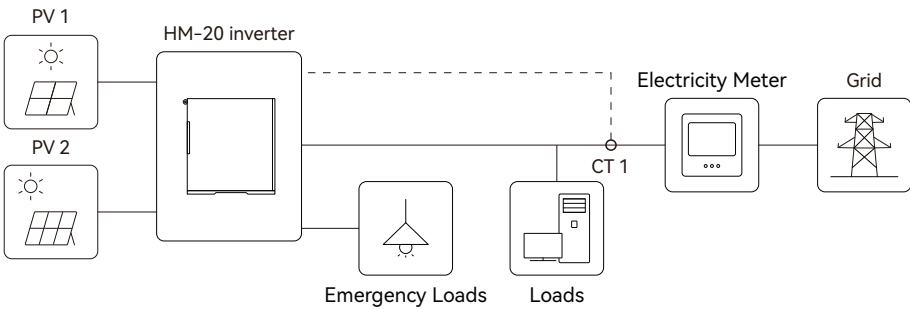 PV 1
HM-20 inverter
Electricity Meter
Grid
PV 2
CT 1
Emergency Loads
Loads